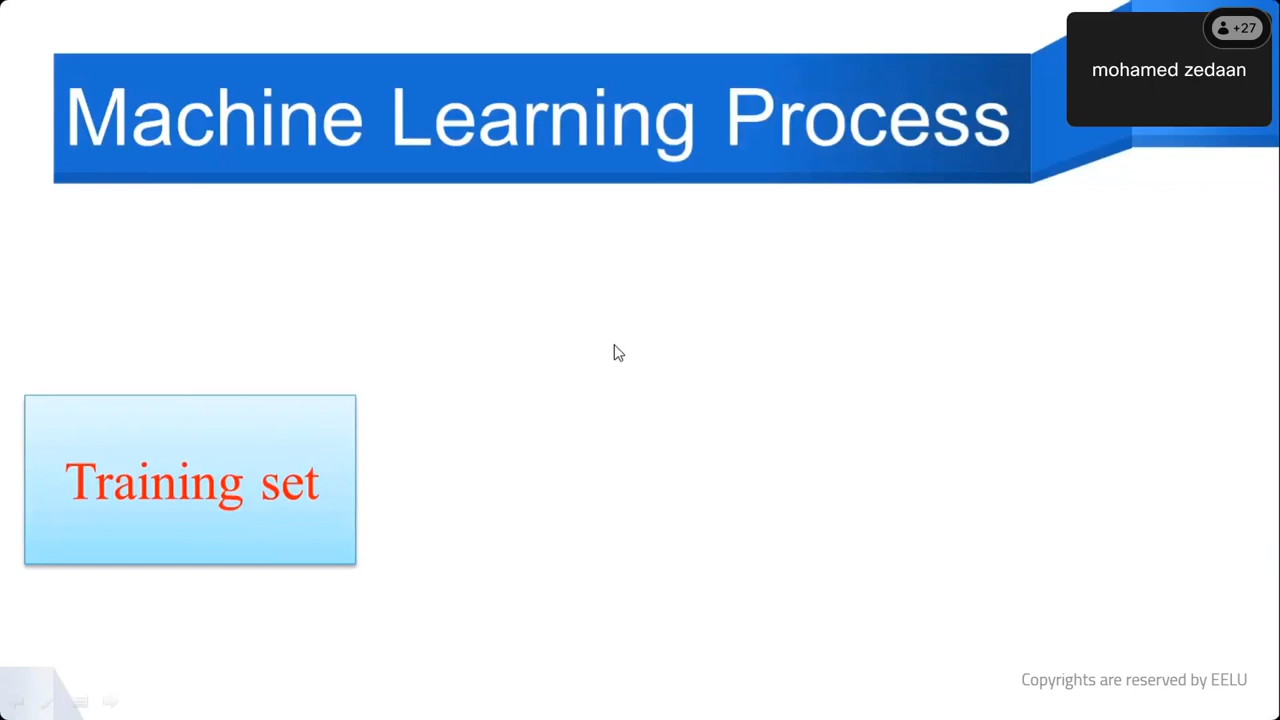 +27
mohamed zedaan
Machine Learning Process
Training set
Copyrights are reserved by EELU